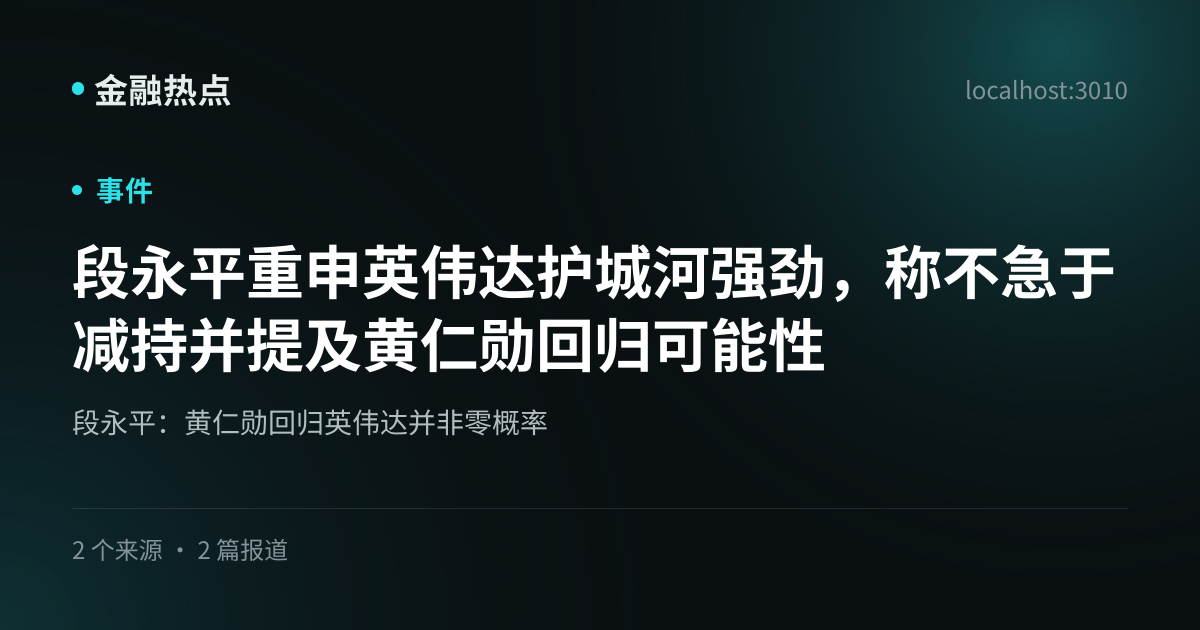 金融热点
localhost:3010
事件
段永平重申英伟达护城河强劲，称不急于
减持并提及黄仁勋回归可能性
段永平：黄仁勋回归英伟达并非零概率
2 个来源 · 2 篇报道